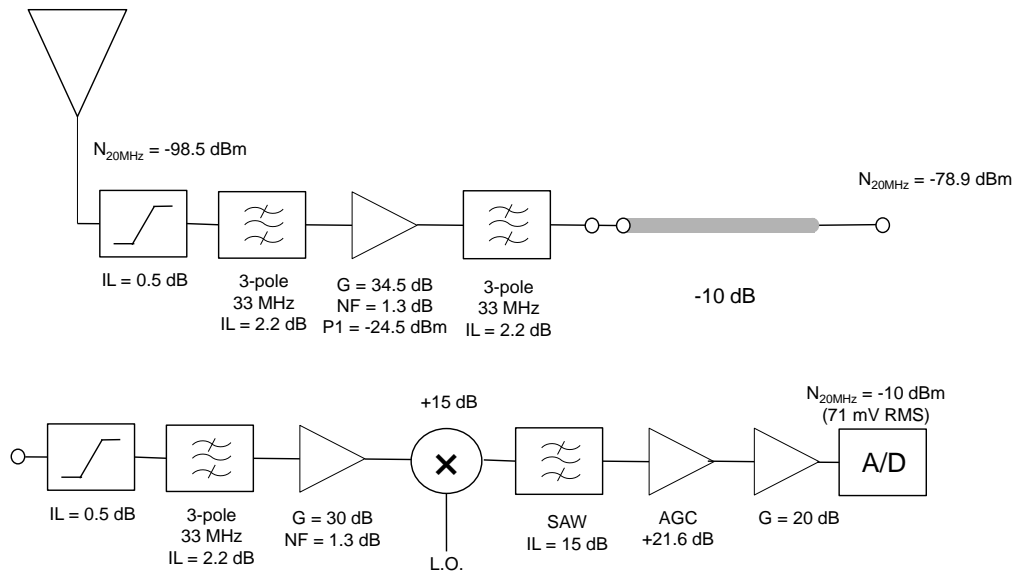 N20MHz = -98.5 dBm
N20MHz = -78.9 dBm
IL = 0.5 dB
3-pole
33 MHz
IL = 2.2 dB
G = 34.5 dB
NF = 1.3 dB
P1 = -24.5 dBm
3-pole
33 MHz
IL = 2.2 dB
-10 dB
+15 dB
N20MHz = -10 dBm
(71 mV RMS)
A/D
IL = 0.5 dB
3-pole
33 MHz
IL = 2.2 dB
G = 30 dB
NF = 1.3 dB
L.O.
SAW
IL = 15 dB
AGC
+21.6 dB
G = 20 dB